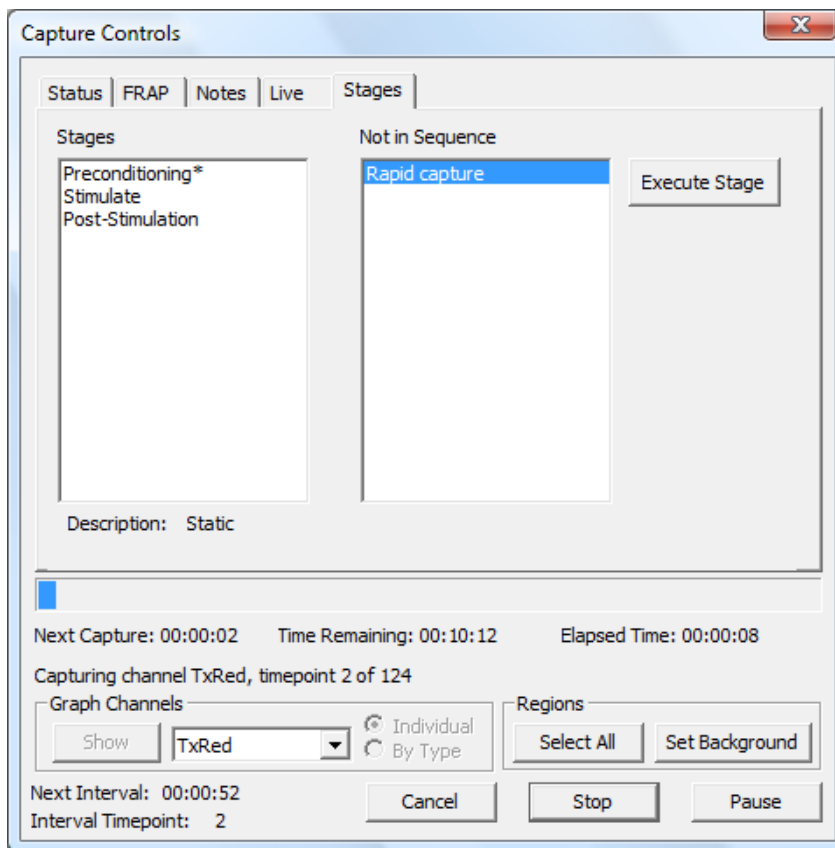 Capture Controls
Status FRAP Notes Live Stages
Stages Not in Sequence
Preconditioning* Rapid capture Execute Stage
Stimulate
Post-Stimulation
Description: Static
Next Capture: 00:00:02 Time Remaining: 00:10:12 Elapsed Time: 00:00:08
Capturing channel TxRed, timepoint 2 of 124
Graph Channels Regions
Show TxRed Individual Select All Set Background
By Type
Next Interval: 00:00:52 Cancel Stop Pause
Interval Timepoint: 2